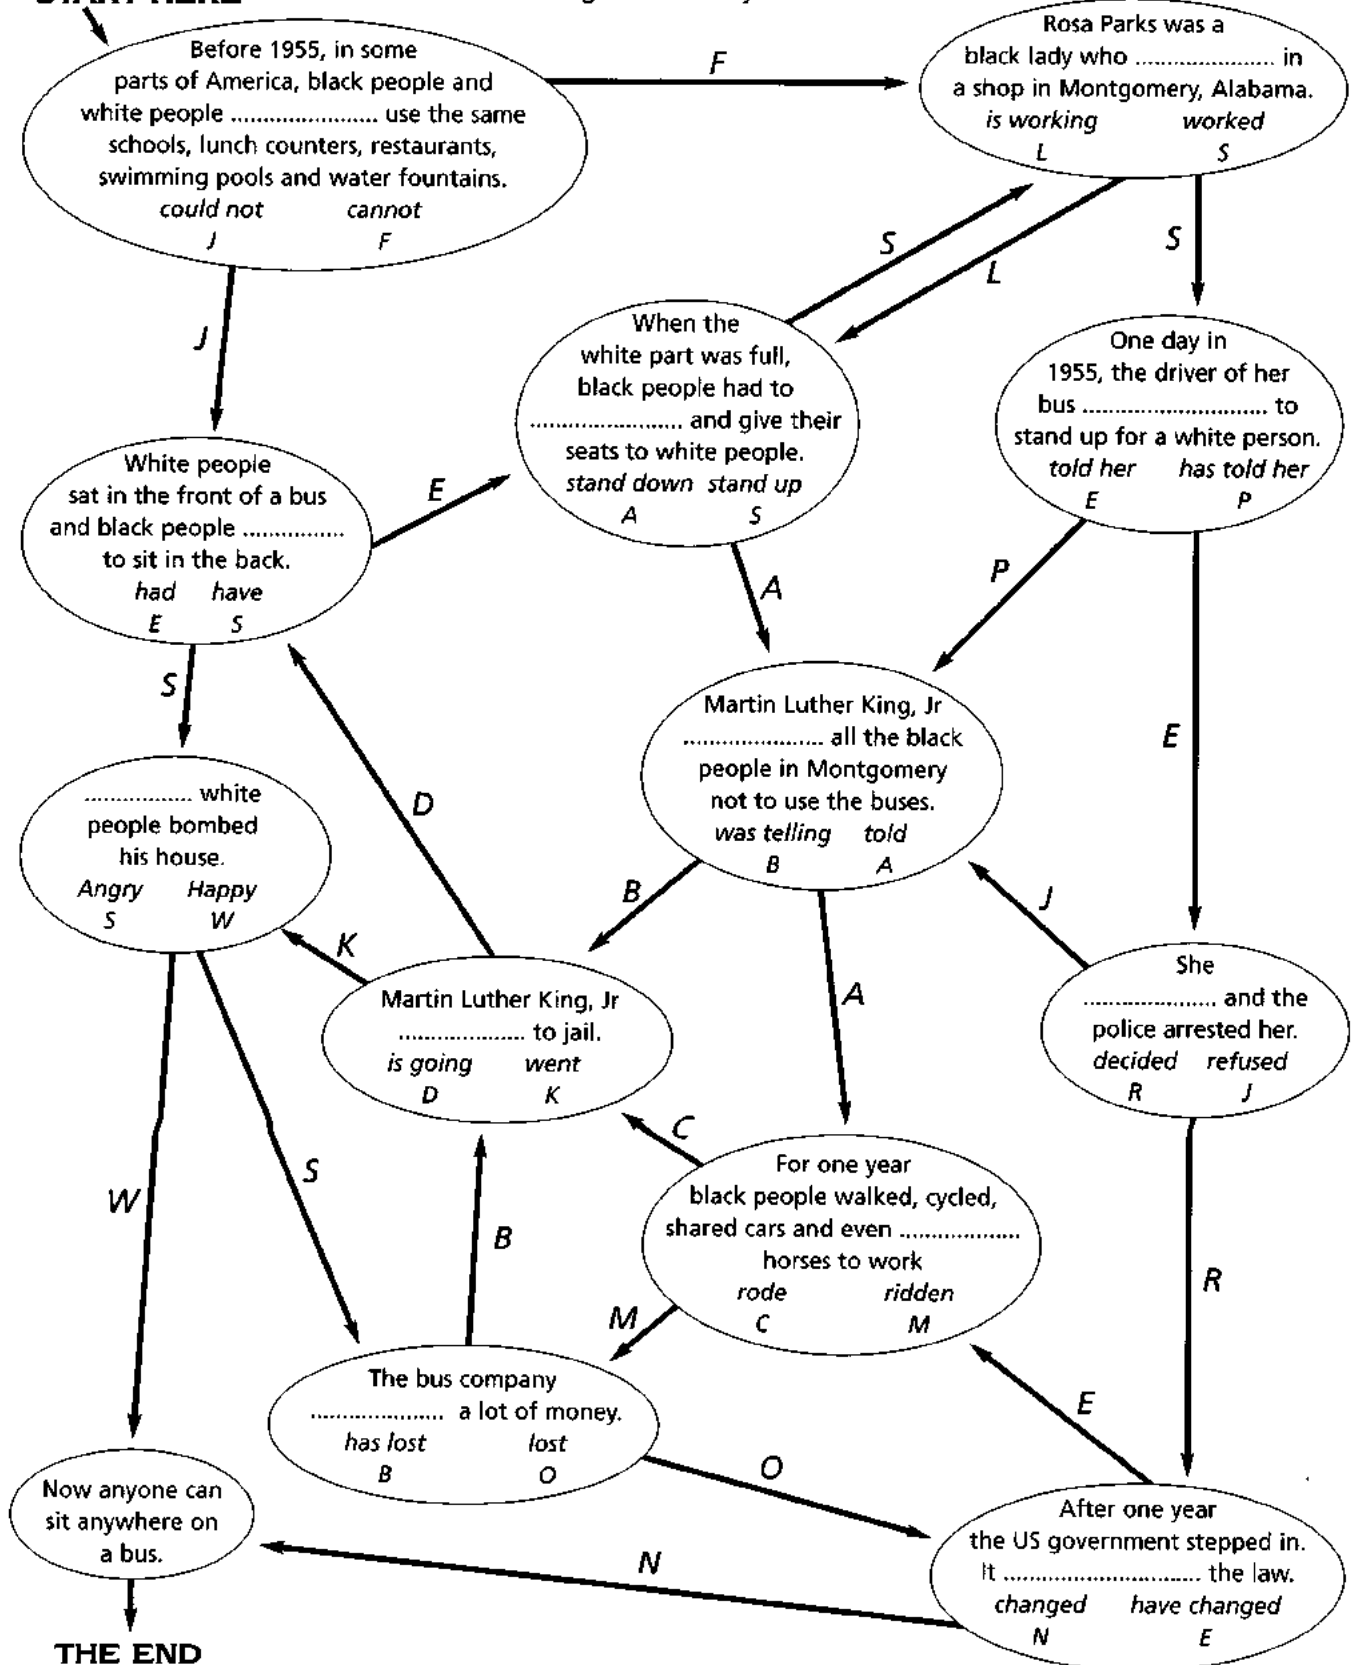 Before 1955, in some
parts of America, black people and
white people ........................ use the same
schools, lunch counters, restaurants,
swimming pools and water fountains.
could not cannot
J F
F
Rosa Parks was a
black lady who ....................... in
a shop in Montgomery, Alabama.
is working worked
L S
J
S
L
S
When the
white part was full,
black people had to
......................... and give their
seats to white people.
stand down stand up
A S
One day in
1955, the driver of her
bus .............................. to
stand up for a white person.
told her has told her
E P
White people
sat in the front of a bus
and black people .................
to sit in the back.
had have
E S
E
A
P
E
S
Martin Luther King, Jr
....................... all the black
people in Montgomery
not to use the buses.
was telling told
B A
.................. white
people bombed
his house.
Angry Happy
S W
D
B
A
J
K
Martin Luther King, Jr
..................... to jail.
is going went
D K
She
...................... and the
police arrested her.
decided refused
R J
W
S
B
C
For one year
black people walked, cycled,
shared cars and even ....................
horses to work
rode ridden
C M
R
M
The bus company
...................... a lot of money.
has lost lost
B O
E
O
Now anyone can
sit anywhere on
a bus.
N
After one year
the US government stepped in.
It ................................. the law.
changed have changed
N E
THE END